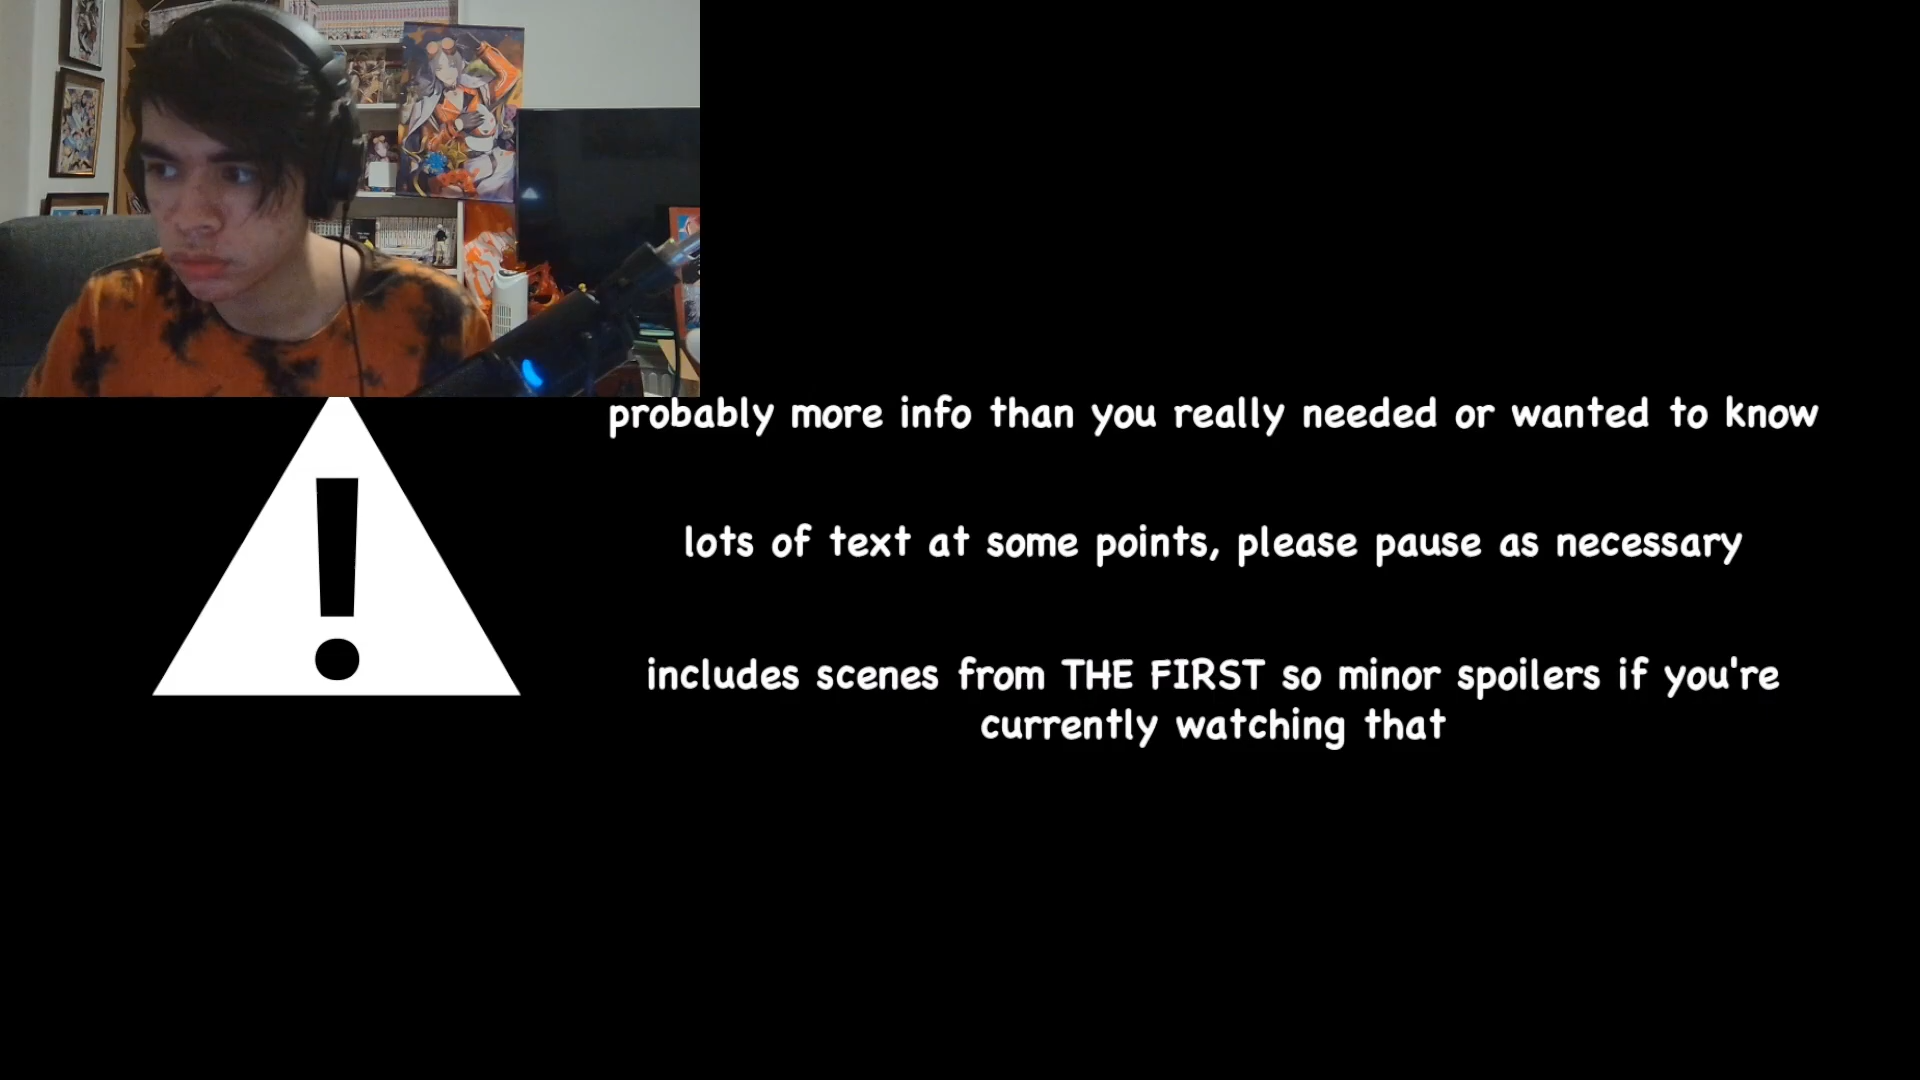 probably more info than you really needed or wanted to know
lots of text at some points, please pause as necessary
!
includes scenes from THE FIRST so minor spoilers if you're
currently watching that